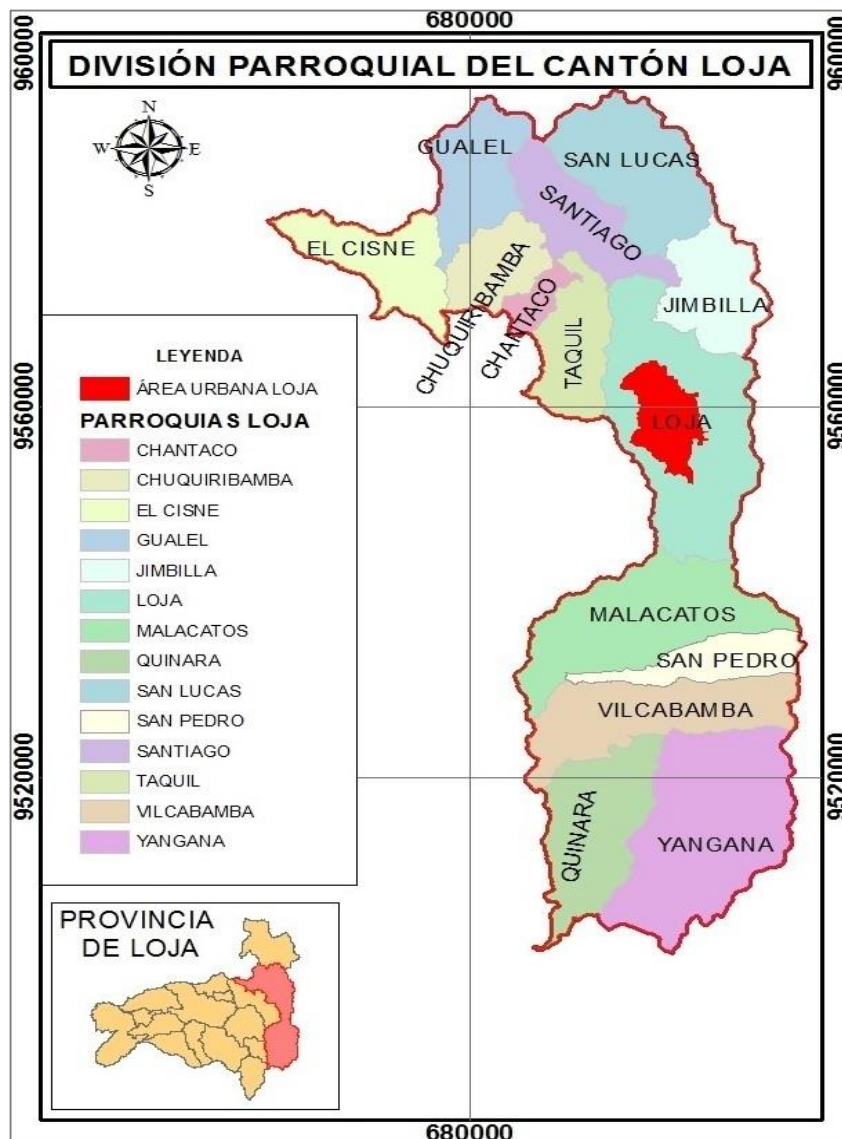 680000
960000
960000
DIVISIÓN PARROQUIAL DEL CANTÓN LOJA
N
W
E
S
GUALEL
SAN LUCAS
SANTIAGO
EL CISNE
CHUQUIRIBAMBA
CHANTACO
TAQUIL
JIMBILLA
LOJA
9560000
9560000
LEYENDA
ÁREA URBANA LOJA
PARROQUIAS LOJA
CHANTACO
CHUQUIRIBAMBA
EL CISNE
GUALEL
JIMBILLA
LOJA
MALACATOS
QUINARA
SAN LUCAS
SAN PEDRO
SANTIAGO
TAQUIL
VILCABAMBA
YANGANA
MALACATOS
SAN PEDRO
VILCABAMBA
9520000
9520000
QUINARA
YANGANA
PROVINCIA
DE LOJA
680000